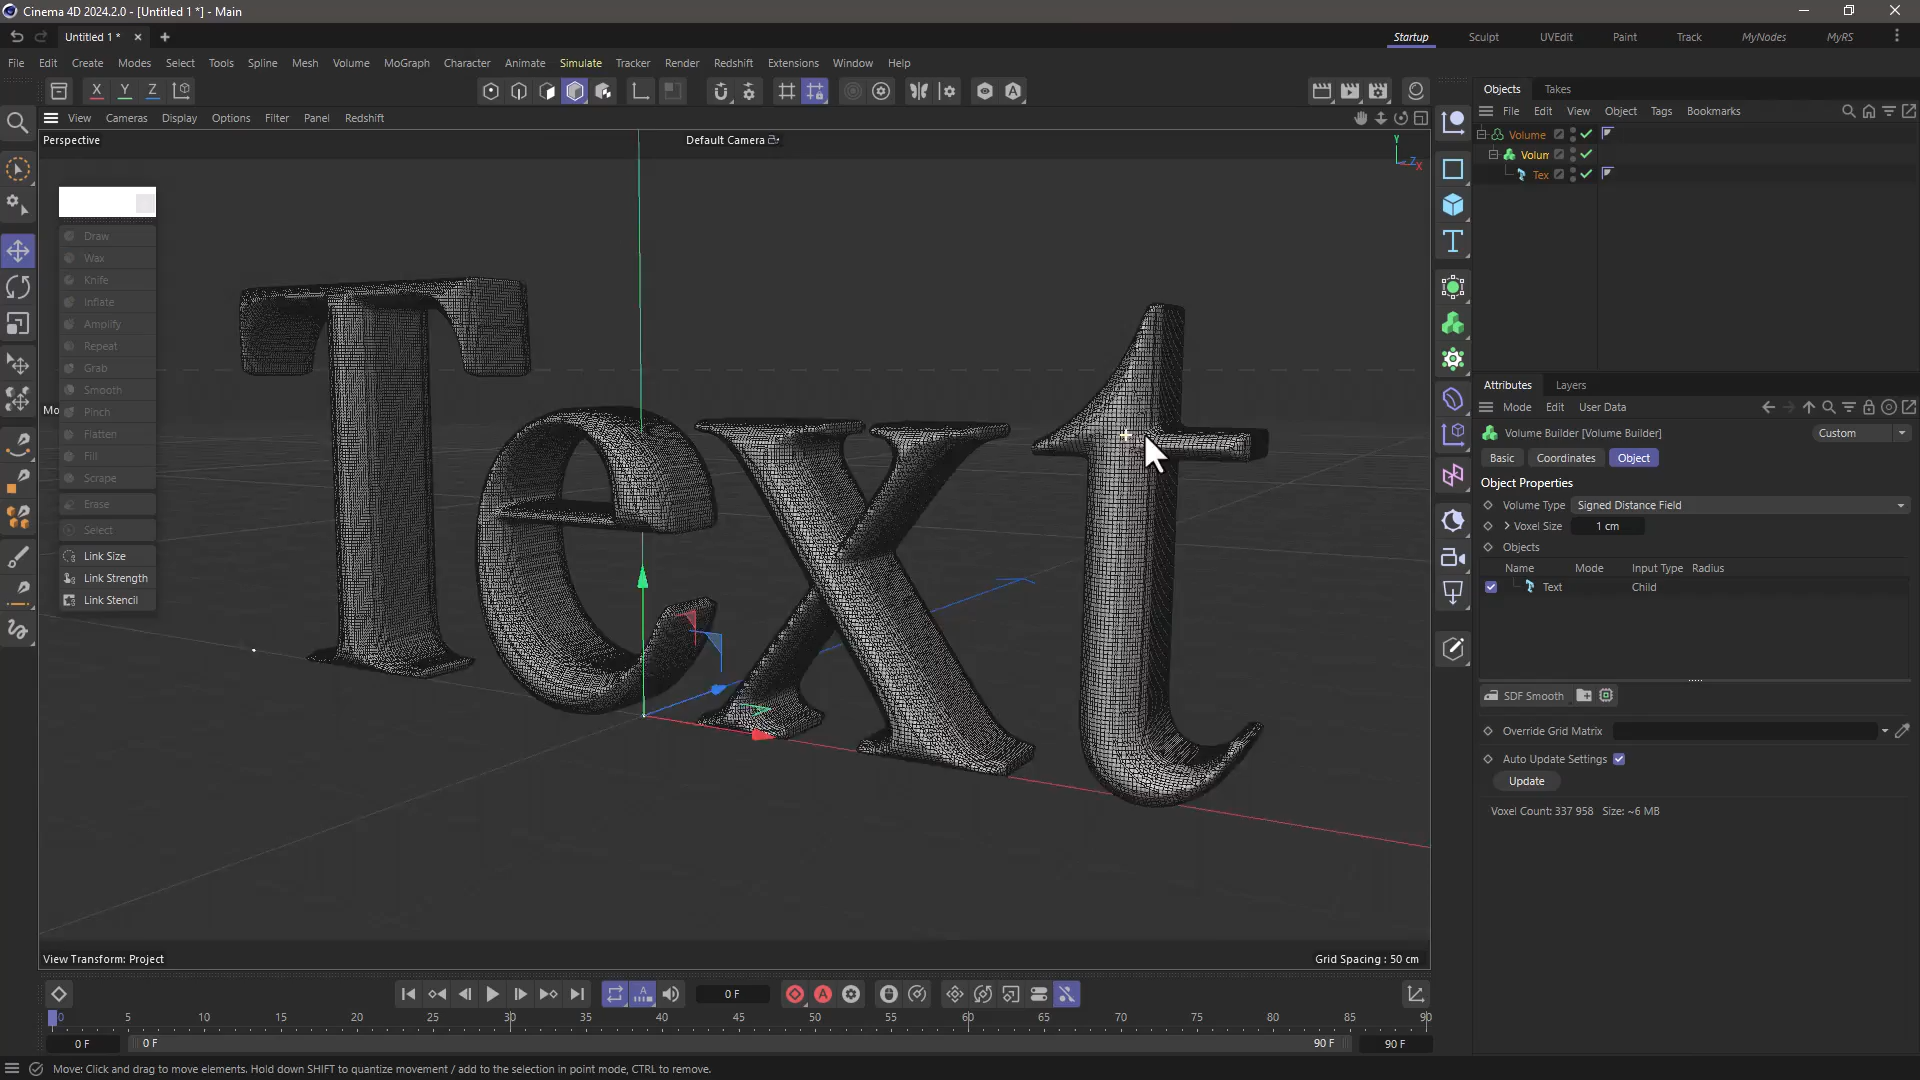 Cinema 4D 2024.2.0 - [Untitled 1 *] - Main
Untitled 1 *
Startup
Sculpt
UVEdit
Paint
Track
MyNodes
MyRS
File Edit Create Modes Select Tools Spline Mesh Volume MoGraph Character Animate Simulate Tracker Render Redshift Extensions Window Help
X Y Z
Objects Takes
View Cameras Display Options Filter Panel Redshift
File Edit View Object Tags Bookmarks
Perspective
Default Camera
Y
Z
X
Volume
Volum
Tex
Draw
Wax
Knife
Inflate
Amplify
Repeat
Grab
Smooth
Mo
Pinch
Flatten
Fill
Scrape
Erase
Select
Link Size
Link Strength
Link Stencil
Text
Attributes Layers
Mode Edit User Data
Volume Builder [Volume Builder]
Custom
Basic Coordinates Object
Object Properties
Volume Type Signed Distance Field
Voxel Size 1 cm
Objects
Name Mode Input Type Radius
Text Child
SDF Smooth
Override Grid Matrix
Auto Update Settings
Update
Voxel Count: 337 958 Size: ~6 MB
View Transform: Project
Grid Spacing : 50 cm
0 F
0 5 10 15 20 25 30 35 40 45 50 55 60 65 70 75 80 85 90
0 F
0 F
90 F
90 F
Move: Click and drag to move elements. Hold down SHIFT to quantize movement / add to the selection in point mode, CTRL to remove.